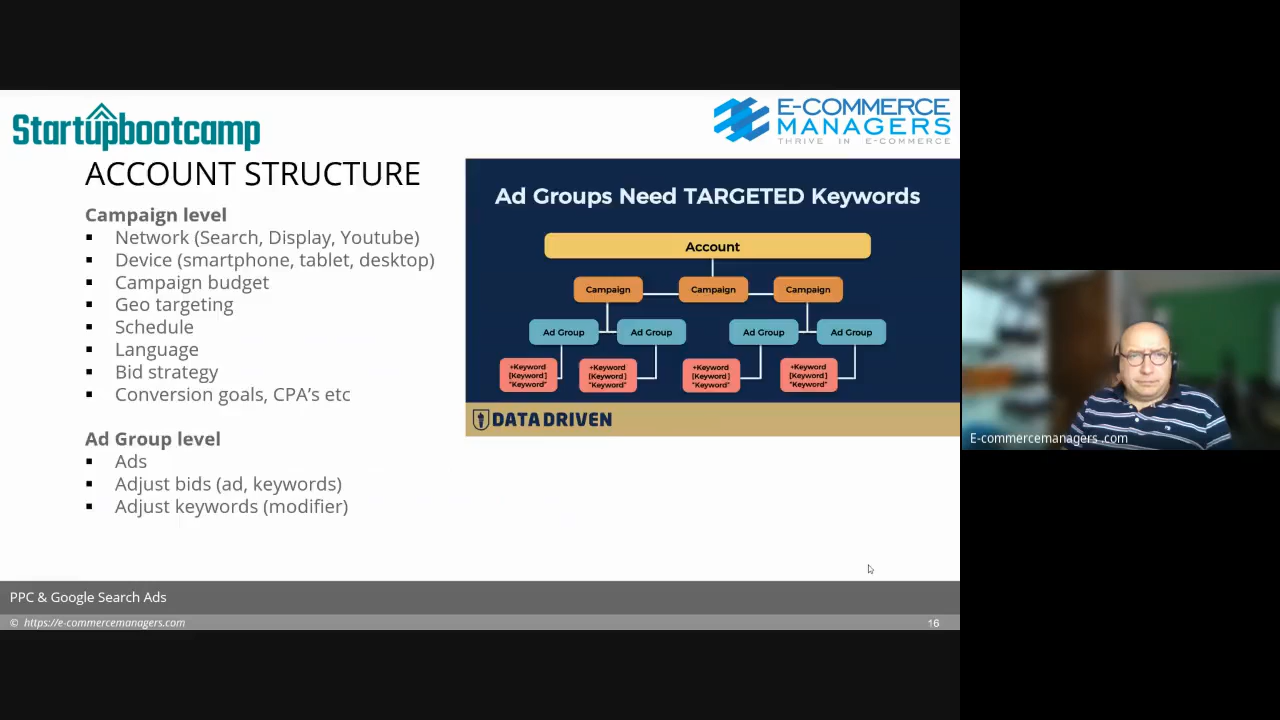 Startupbootcamp
E-COMMERCE
MANAGERS
THRIVE IN E-COMMERCE
ACCOUNT STRUCTURE
Campaign level
▪ Network (Search, Display, Youtube)
▪ Device (smartphone, tablet, desktop)
▪ Campaign budget
▪ Geo targeting
▪ Schedule
▪ Language
▪ Bid strategy
▪ Conversion goals, CPA’s etc
Ad Group level
▪ Ads
▪ Adjust bids (ad, keywords)
▪ Adjust keywords (modifier)
Ad Groups Need TARGETED Keywords
Account
Campaign Campaign Campaign
Ad Group Ad Group Ad Group Ad Group
+Keyword +Keyword +Keyword +Keyword
[Keyword] [Keyword] [Keyword] [Keyword]
"Keyword" "Keyword" "Keyword" "Keyword"
DATA DRIVEN
E-commercemanagers .com
PPC & Google Search Ads
© https://e-commercemanagers.com
16